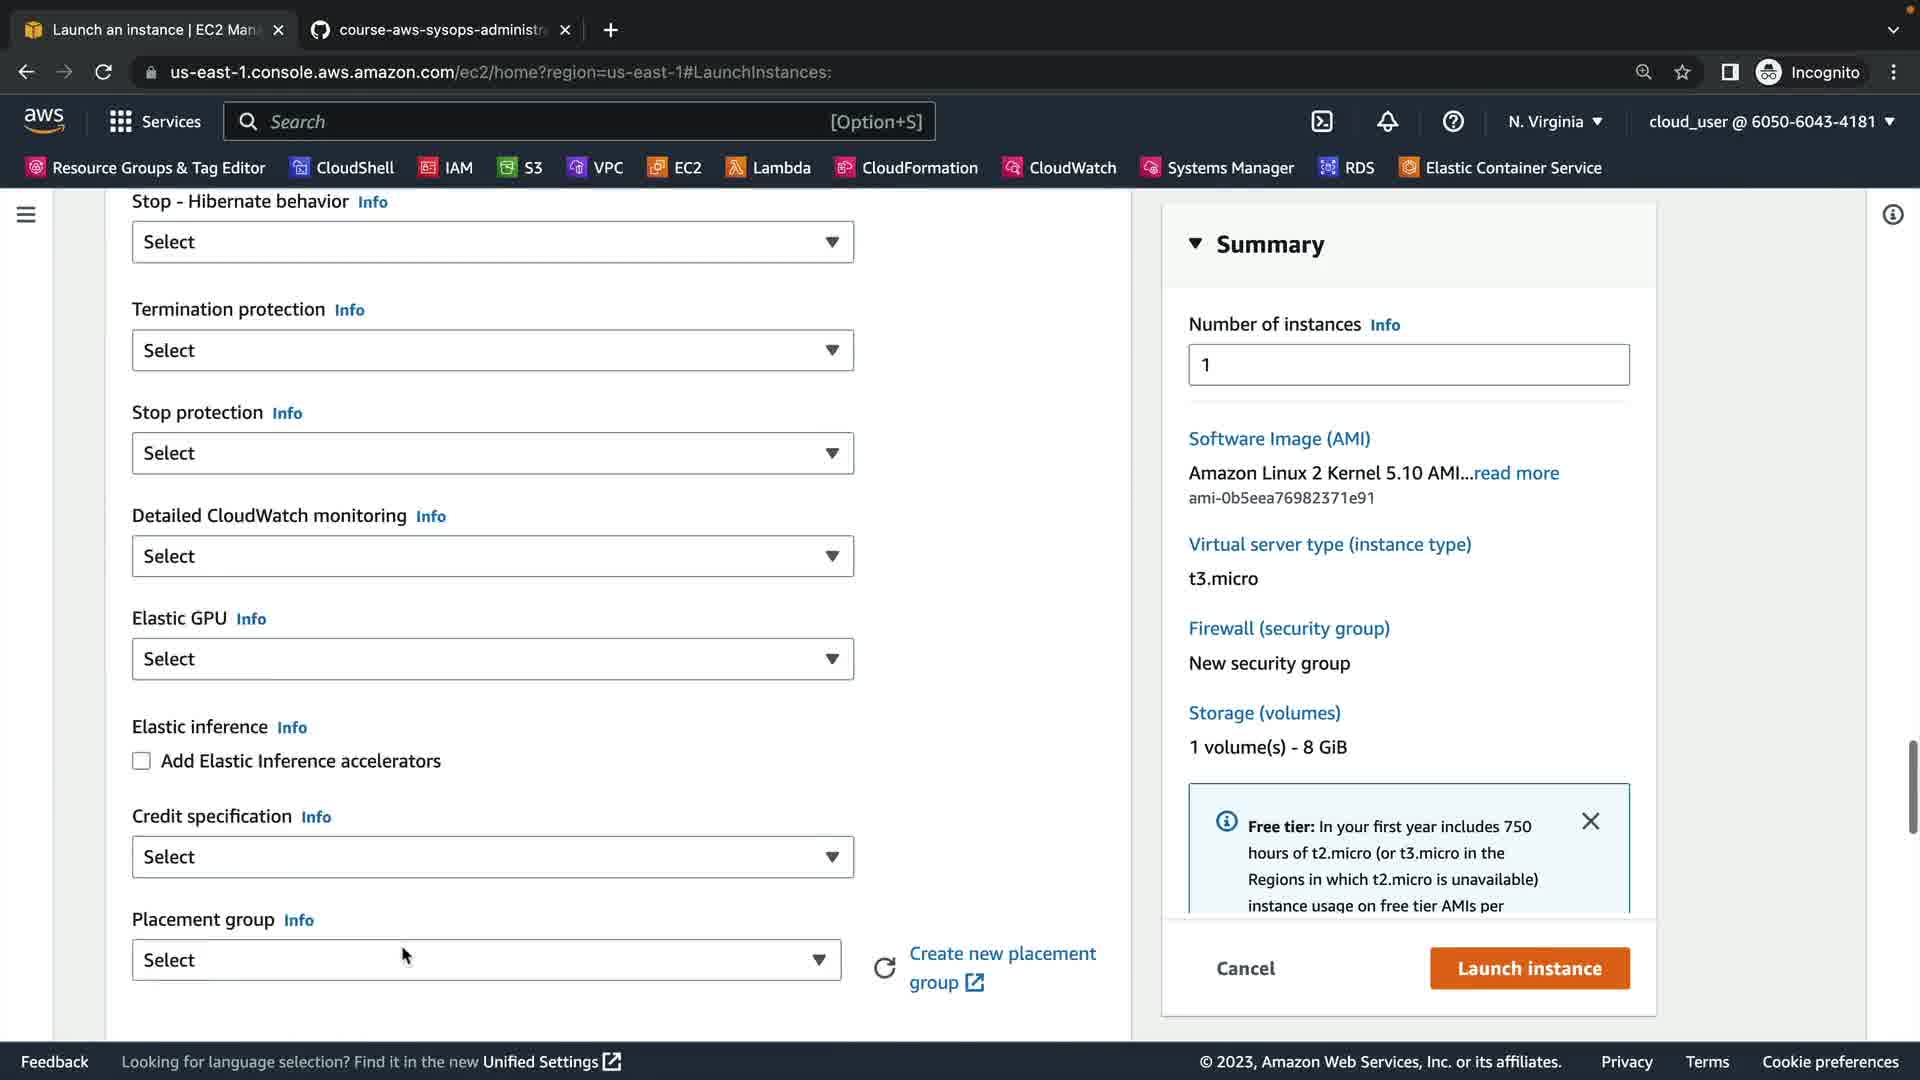 Launch an instance | EC2 Man
course-aws-sysops-administra
us-east-1.console.aws.amazon.com/ec2/home?region=us-east-1#LaunchInstances:
Incognito
aws
Services
Search
[Option+S]
N. Virginia
cloud_user @ 6050-6043-4181
Resource Groups & Tag Editor
CloudShell
IAM
S3
VPC
EC2
Lambda
CloudFormation
CloudWatch
Systems Manager
RDS
Elastic Container Service
Stop - Hibernate behavior Info
Select
Termination protection Info
Select
Stop protection Info
Select
Detailed CloudWatch monitoring Info
Select
Elastic GPU Info
Select
Elastic inference Info
Add Elastic Inference accelerators
Credit specification Info
Select
Placement group Info
Select
Create new placement
group
Summary
Number of instances Info
1
Software Image (AMI)
Amazon Linux 2 Kernel 5.10 AMI...read more
ami-0b5eea76982371e91
Virtual server type (instance type)
t3.micro
Firewall (security group)
New security group
Storage (volumes)
1 volume(s) - 8 GiB
Free tier: In your first year includes 750
hours of t2.micro (or t3.micro in the
Regions in which t2.micro is unavailable)
instance usage on free tier AMIs per
Cancel
Launch instance
Feedback
Looking for language selection? Find it in the new Unified Settings
© 2023, Amazon Web Services, Inc. or its affiliates.
Privacy
Terms
Cookie preferences